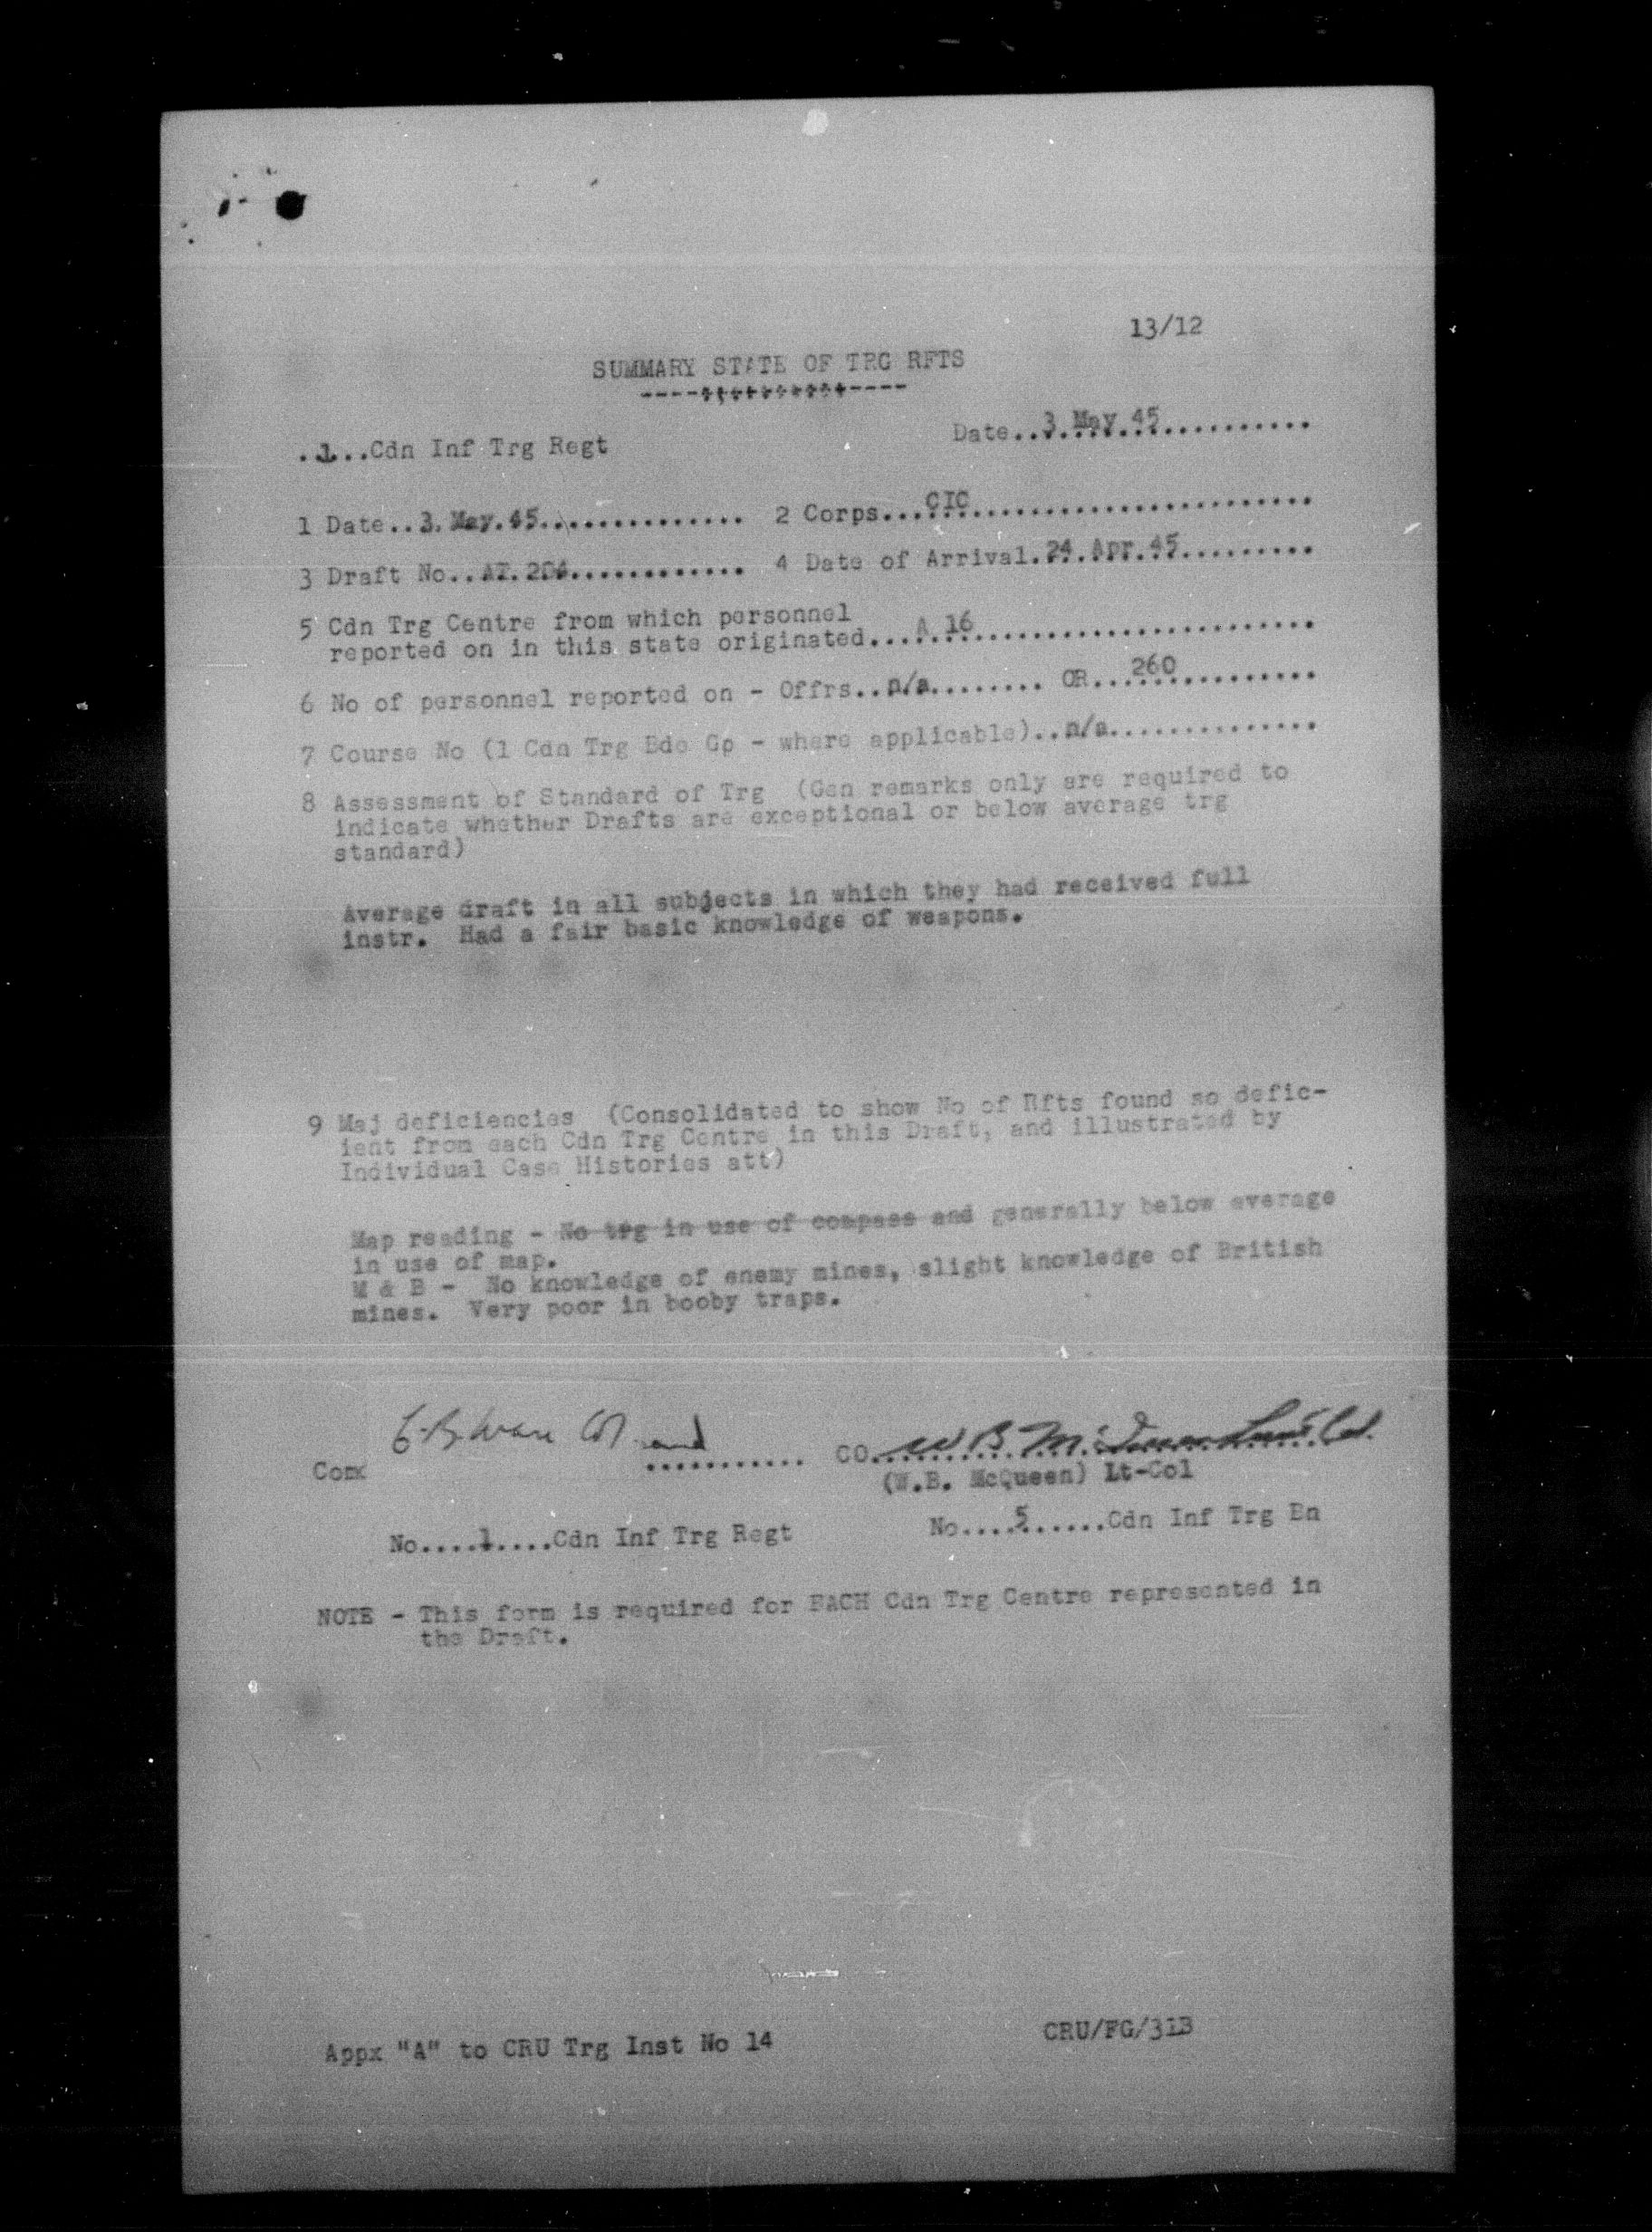 13/12
SUMMARY STATE OF TRG RFTS
Date..3.May.45...................
.1...Cdn Inf Trg Regt
1 Date..3.May.45.............. 2 Corps...CIC..........................
3 Draft No..AT.204............ 4 Date of Arrival.24.Apr.45.........
5 Cdn Trg Centre from which personnel
reported on in this state originated....A.16..........................
6 No of personnel reported on - Offrs..n/a........ OR...260............
7 Course No (1 Cdn Trg Bde Gp - where applicable)..n/a...............
8 Assessment of Standard of Trg (Gen remarks only are required to
indicate whether Drafts are exceptional or below average trg
standard)
Average draft in all subjects in which they had received full
instr. Had a fair basic knowledge of weapons.
9 Maj deficiencies (Consolidated to show No of Rfts found so defic-
ient from each Cdn Trg Centre in this Draft, and illustrated by
Individual Case Histories att)
Map reading - No trg in use of compass and generally below average
in use of map.
M & B - No knowledge of enemy mines, slight knowledge of British
mines. Very poor in booby traps.
Com ........... CO..W B McQueen Lt Col.
(W.B. McQueen) Lt-Col
No....1....Cdn Inf Trg Regt No....5......Cdn Inf Trg Bn
NOTE - This form is required for EACH Cdn Trg Centre represented in
the Draft.
Appx "A" to CRU Trg Inst No 14 CRU/FG/31B